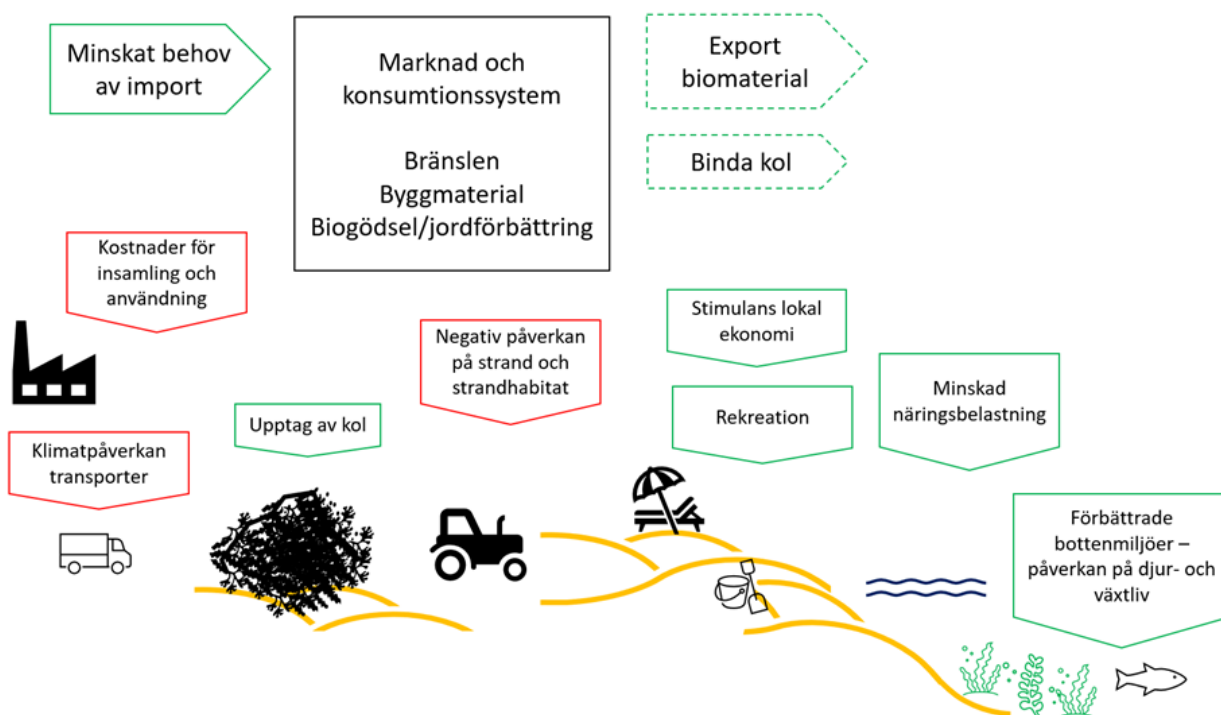 Minskat behov
av import
Marknad och
konsumtionssystem
Bränslen
Byggmaterial
Biogödsel/jordförbättring
Export
biomaterial
Binda kol
Kostnader för
insamling och
användning
Negativ påverkan
på strand och
strandhabitat
Stimulans lokal
ekonomi
Rekreation
Minskad
näringsbelastning
Upptag av kol
Klimatpåverkan
transporter
Förbättrade
bottenmiljöer –
påverkan på djur- och
växtliv